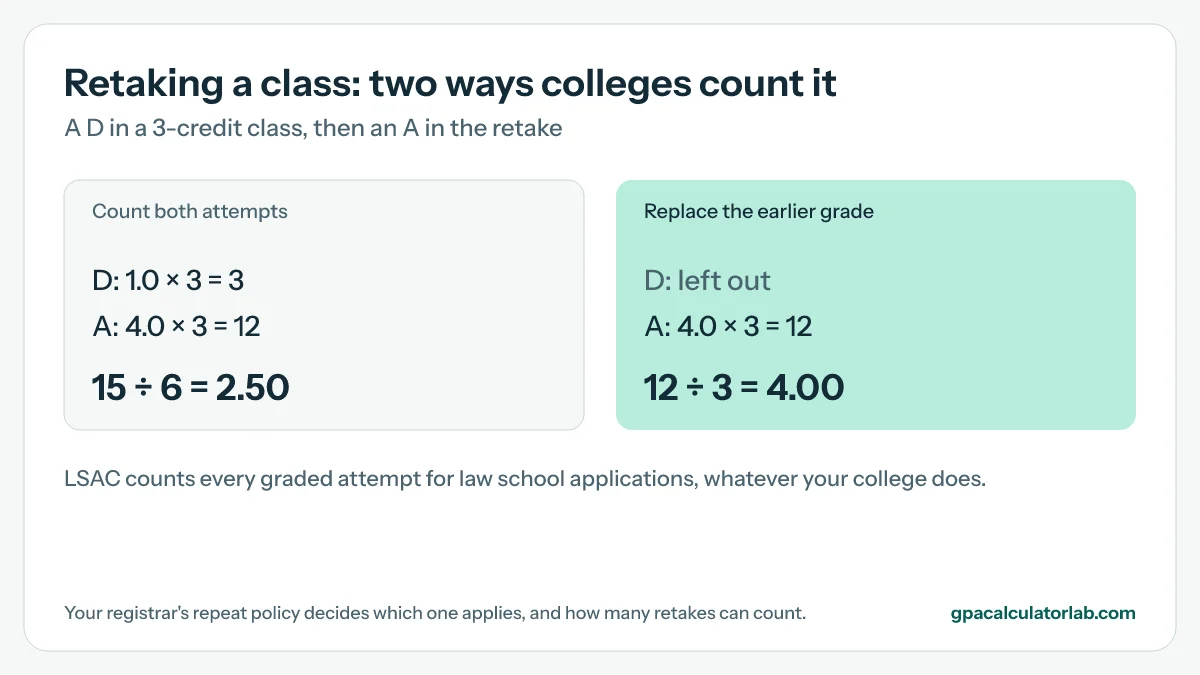 Retaking a class: two ways colleges count it
A D in a 3-credit class, then an A in the retake
Count both attempts
D: 1.0 × 3 = 3
A: 4.0 × 3 = 12
15 ÷ 6 = 2.50
Replace the earlier grade
D: left out
A: 4.0 × 3 = 12
12 ÷ 3 = 4.00
LSAC counts every graded attempt for law school applications, whatever your college does.
Your registrar's repeat policy decides which one applies, and how many retakes can count.
gpacalculatorlab.com